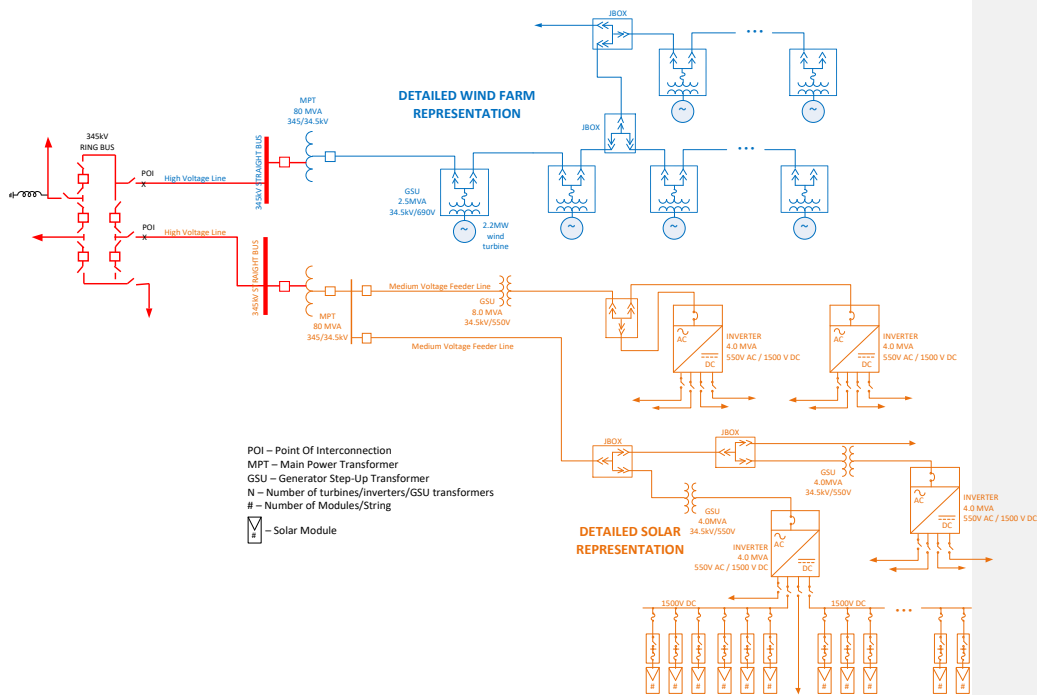 JBOX
...
DETAILED WIND FARM
REPRESENTATION
MPT
80 MVA
345/34.5kV
~
~
JBOX
345kV
RING BUS
345kV STRAIGHT BUS
POI
x
High Voltage Line
...
GSU
2.5MVA
34.5kV/690V
2.2MW
wind
turbine
~
~
~
~
POI
x
High Voltage Line
345kV STRAIGHT BUS
MPT
80 MVA
345/34.5kV
Medium Voltage Feeder Line
GSU
8.0 MVA
34.5kV/550V
Medium Voltage Feeder Line
AC
DC
INVERTER
4.0 MVA
550V AC / 1500 V DC
AC
DC
INVERTER
4.0 MVA
550V AC / 1500 V DC
JBOX
JBOX
GSU
4.0MVA
34.5kV/550V
AC
DC
INVERTER
4.0 MVA
550V AC / 1500 V DC
GSU
4.0MVA
34.5kV/550V
DETAILED SOLAR
REPRESENTATION
INVERTER
4.0 MVA
550V AC / 1500 V DC
AC
DC
POI – Point Of Interconnection
MPT – Main Power Transformer
GSU – Generator Step-Up Transformer
N – Number of turbines/inverters/GSU transformers
# – Number of Modules/String
# – Solar Module
1500V DC
1500V DC
...
# # # # # # # # # # #